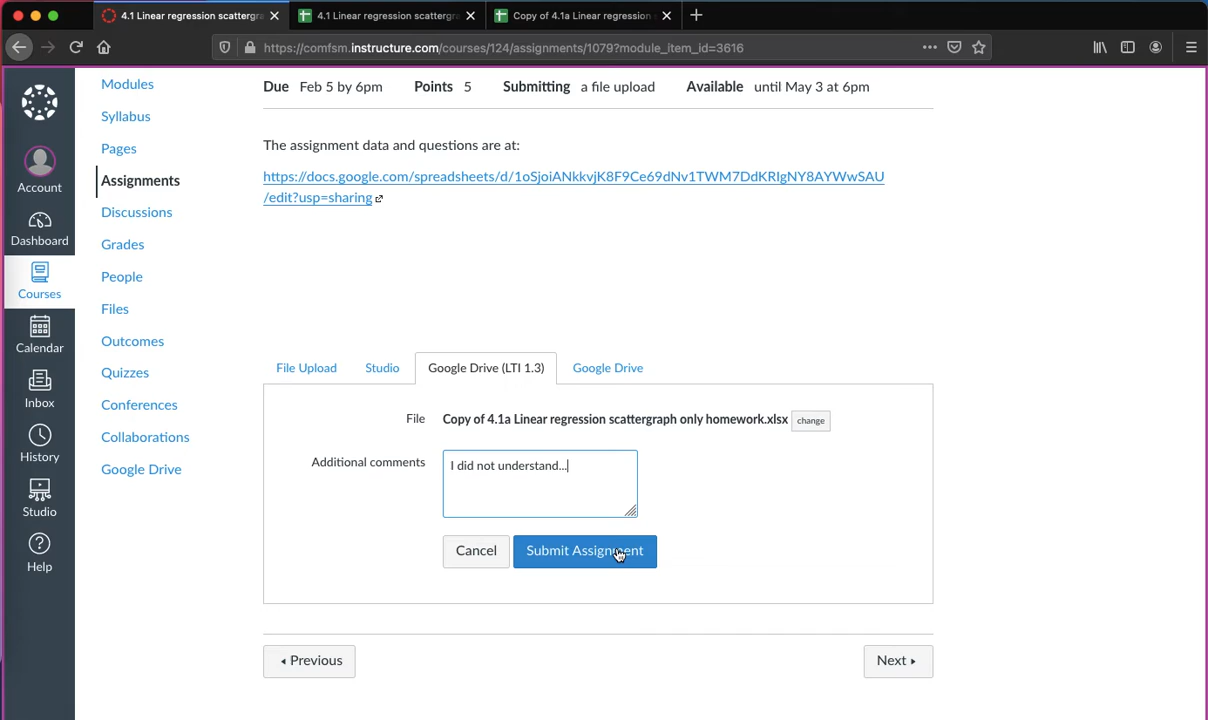 4.1 Linear regression scattergra
4.1 Linear regression scattergra
Copy of 4.1a Linear regression
https://comfsm.instructure.com/courses/124/assignments/1079?module_item_id=3616
Account
Dashboard
Courses
Calendar
Inbox
History
Studio
Help
Modules
Syllabus
Pages
Assignments
Discussions
Grades
People
Files
Outcomes
Quizzes
Conferences
Collaborations
Google Drive
Due Feb 5 by 6pm Points 5 Submitting a file upload Available until May 3 at 6pm
The assignment data and questions are at:
https://docs.google.com/spreadsheets/d/1oSjoiANkkvjK8F9Ce69dNv1TWM7DdKRIgNY8AYWwSAU
/edit?usp=sharing
File Upload Studio Google Drive (LTI 1.3) Google Drive
File Copy of 4.1a Linear regression scattergraph only homework.xlsx change
Additional comments I did not understand...
Cancel Submit Assignment
Previous Next